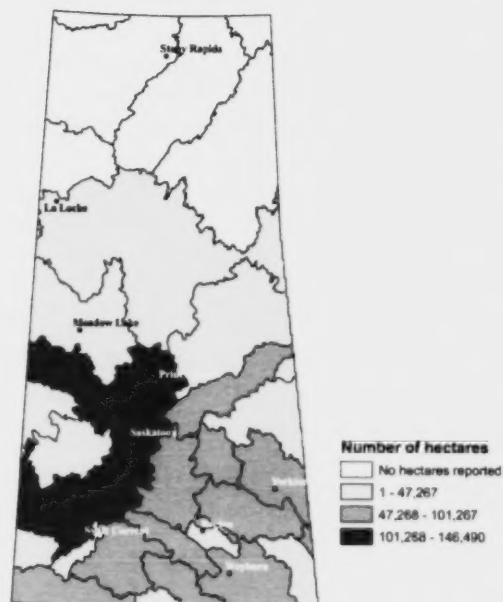 Stony Rapids
La Loche
Meadow Lake
Saskatoon
Swift Current
Weyburn
Number of hectares
No hectares reported
1 - 47,267
47,268 - 101,267
101,268 - 146,490